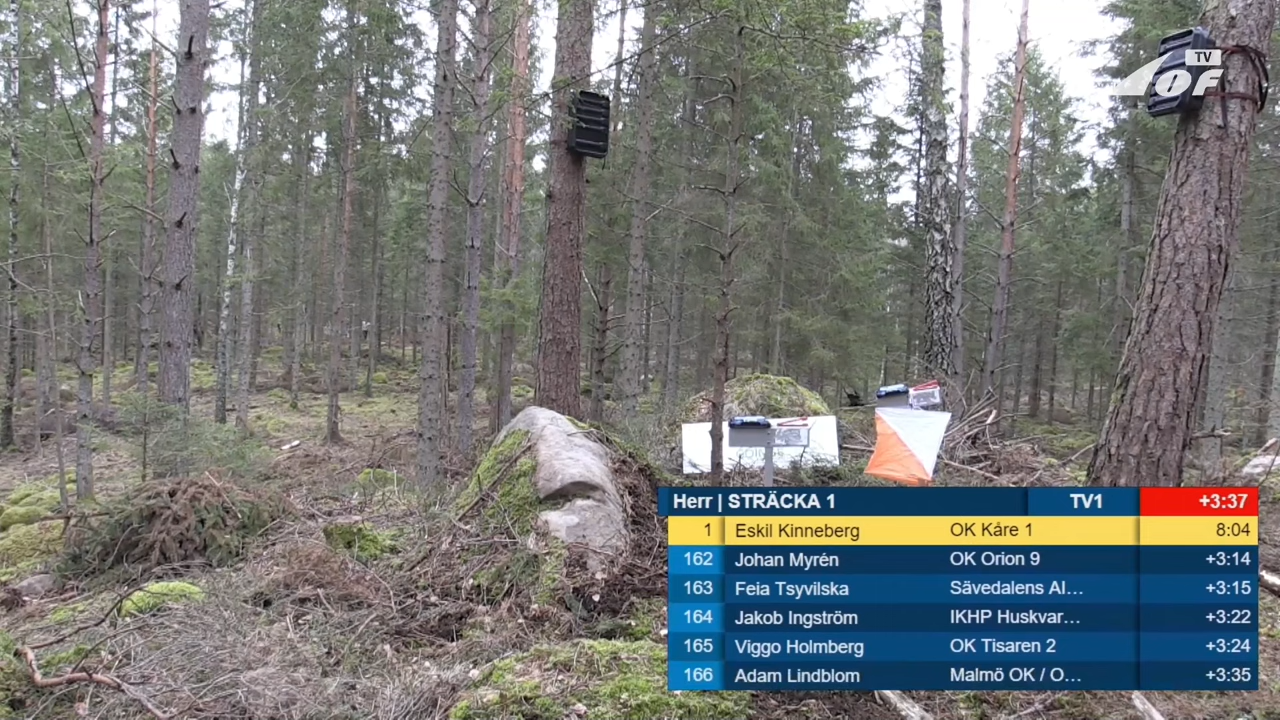 TV
OF
Herr | STRÄCKA 1 TV1 +3:37
1 Eskil Kinneberg OK Kåre 1 8:04
162 Johan Myrén OK Orion 9 +3:14
163 Feia Tsyvilska Sävedalens AI... +3:15
164 Jakob Ingström IKHP Huskvar... +3:22
165 Viggo Holmberg OK Tisaren 2 +3:24
166 Adam Lindblom Malmö OK / O... +3:35